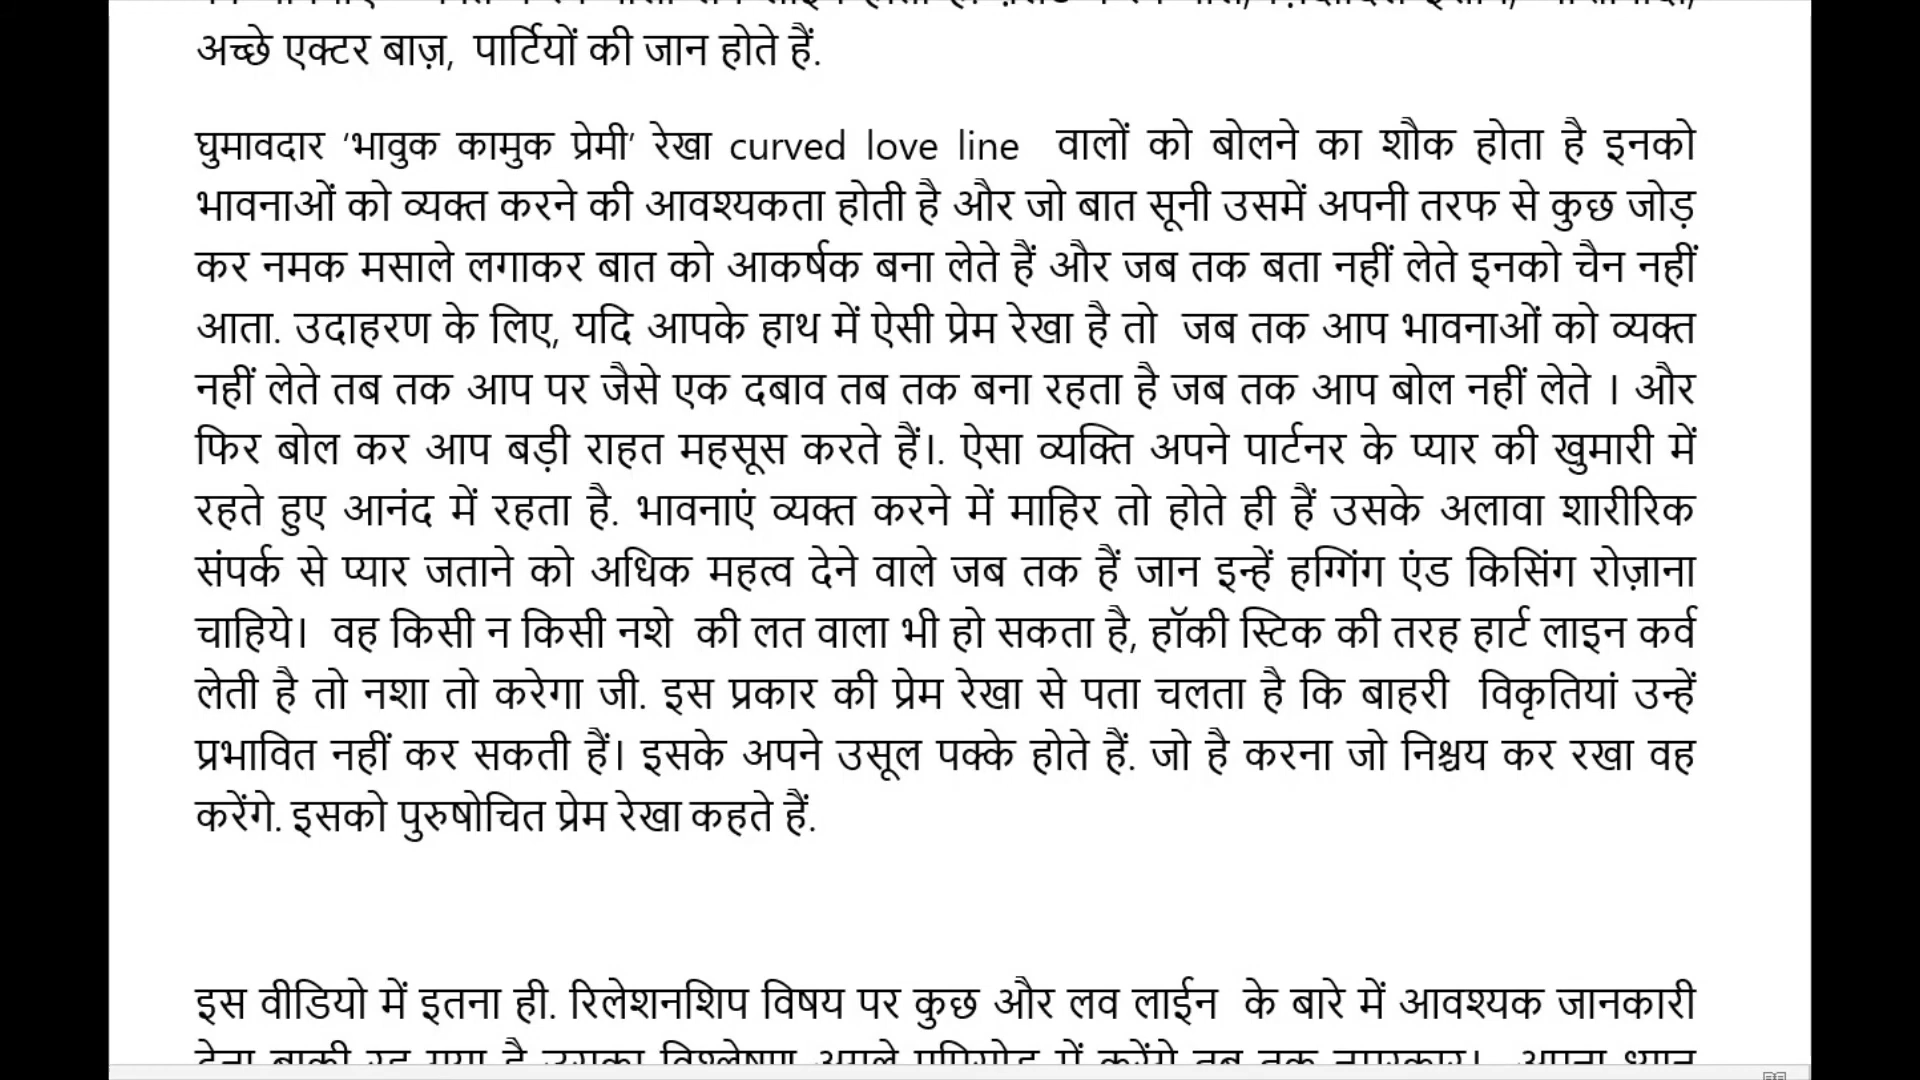 अच्छे एक्टर बाज़, पार्टियों की जान होते हैं.
घुमावदार ‘भावुक कामुक प्रेमी’ रेखा curved love line वालों को बोलने का शौक होता है इनको
भावनाओं को व्यक्त करने की आवश्यकता होती है और जो बात सूनी उसमें अपनी तरफ से कुछ जोड़
कर नमक मसाले लगाकर बात को आकर्षक बना लेते हैं और जब तक बता नहीं लेते इनको चैन नहीं
आता. उदाहरण के लिए, यदि आपके हाथ में ऐसी प्रेम रेखा है तो जब तक आप भावनाओं को व्यक्त
नहीं लेते तब तक आप पर जैसे एक दबाव तब तक बना रहता है जब तक आप बोल नहीं लेते । और
फिर बोल कर आप बड़ी राहत महसूस करते हैं।. ऐसा व्यक्ति अपने पार्टनर के प्यार की खुमारी में
रहते हुए आनंद में रहता है. भावनाएं व्यक्त करने में माहिर तो होते ही हैं उसके अलावा शारीरिक
संपर्क से प्यार जताने को अधिक महत्व देने वाले जब तक हैं जान इन्हें हग्गिंग एंड किसिंग रोज़ाना
चाहिये। वह किसी न किसी नशे की लत वाला भी हो सकता है, हॉकी स्टिक की तरह हार्ट लाइन कर्व
लेती है तो नशा तो करेगा जी. इस प्रकार की प्रेम रेखा से पता चलता है कि बाहरी विकृतियां उन्हें
प्रभावित नहीं कर सकती हैं। इसके अपने उसूल पक्के होते हैं. जो है करना जो निश्चय कर रखा वह
करेंगे. इसको पुरुषोचित प्रेम रेखा कहते हैं.
इस वीडियो में इतना ही. रिलेशनशिप विषय पर कुछ और लव लाईन के बारे में आवश्यक जानकारी